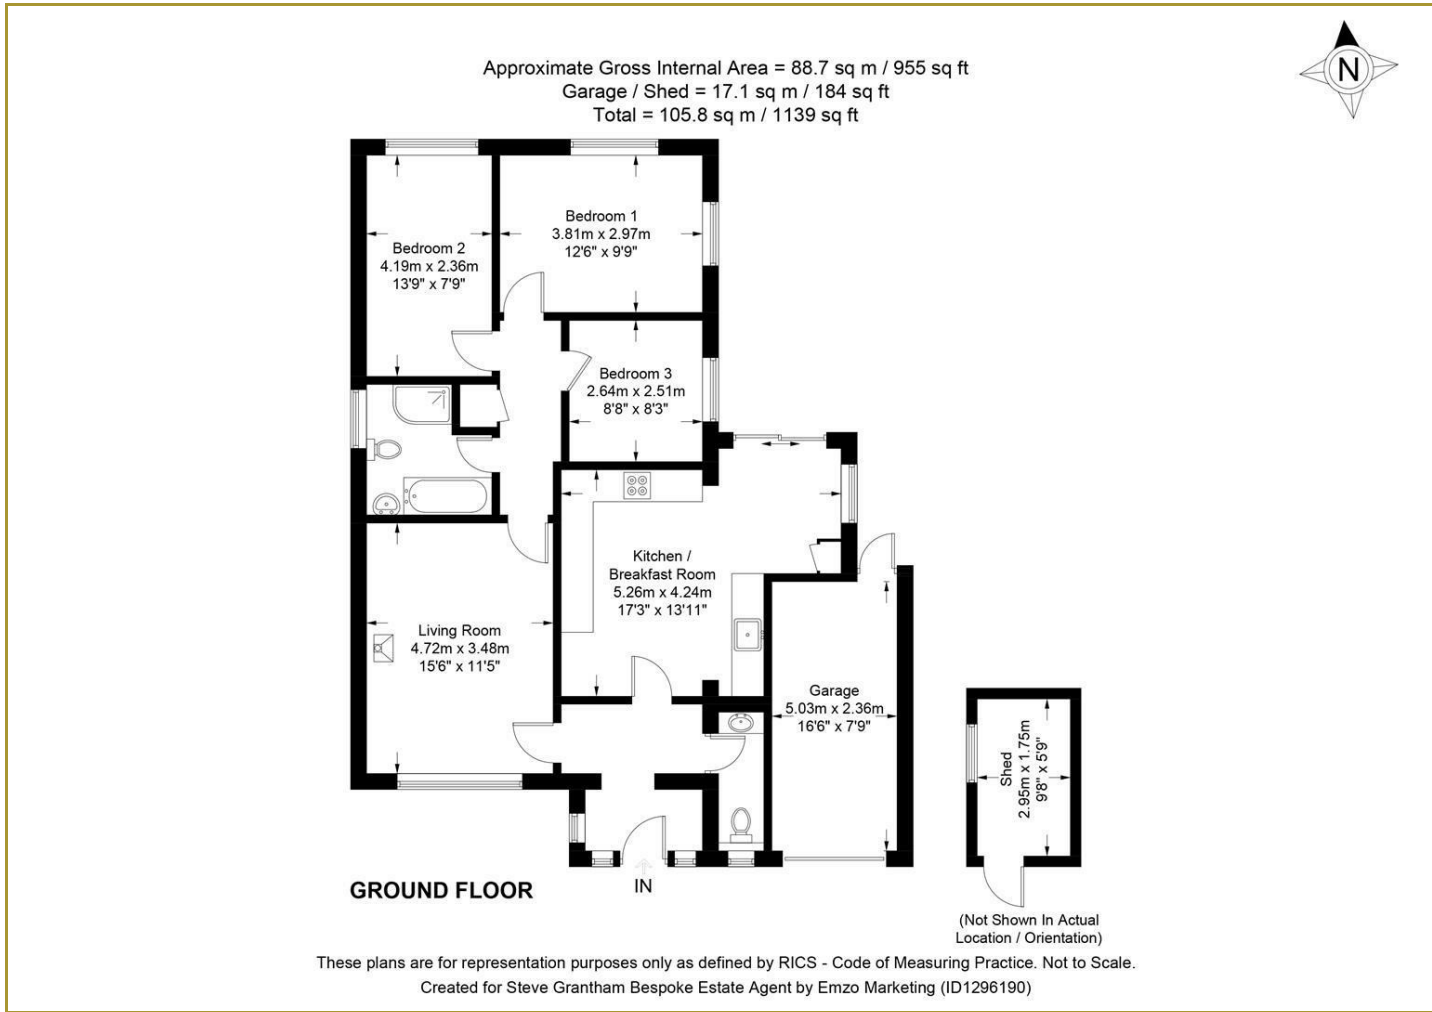 Approximate Gross Internal Area = 88.7 sq m / 955 sq ft
Garage / Shed = 17.1 sq m / 184 sq ft
Total = 105.8 sq m / 1139 sq ft
N
Bedroom 1
3.81m x 2.97m
12'6" x 9'9"
Bedroom 2
4.19m x 2.36m
13'9" x 7'9"
Bedroom 3
2.64m x 2.51m
8'8" x 8'3"
Kitchen /
Breakfast Room
5.26m x 4.24m
17'3" x 13'11"
Living Room
4.72m x 3.48m
15'6" x 11'5"
Garage
5.03m x 2.36m
16'6" x 7'9"
Shed
2.95m x 1.75m
9'8" x 5'9"
IN
GROUND FLOOR
(Not Shown In Actual
Location / Orientation)
These plans are for representation purposes only as defined by RICS - Code of Measuring Practice. Not to Scale.
Created for Steve Grantham Bespoke Estate Agent by Emzo Marketing (ID1296190)